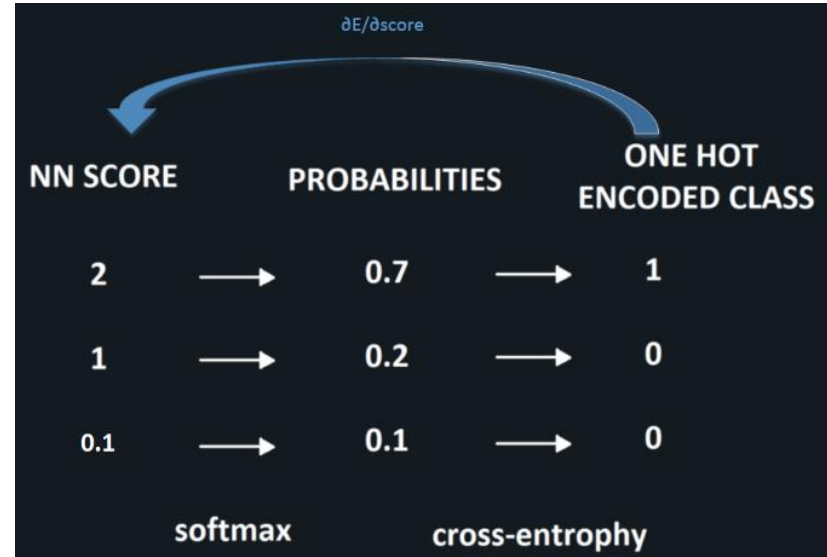 ∂E/∂score
NN SCORE
PROBABILITIES
ONE HOT
ENCODED CLASS
2
0.7
1
1
0.2
0
0.1
0.1
0
softmax
cross-entrophy